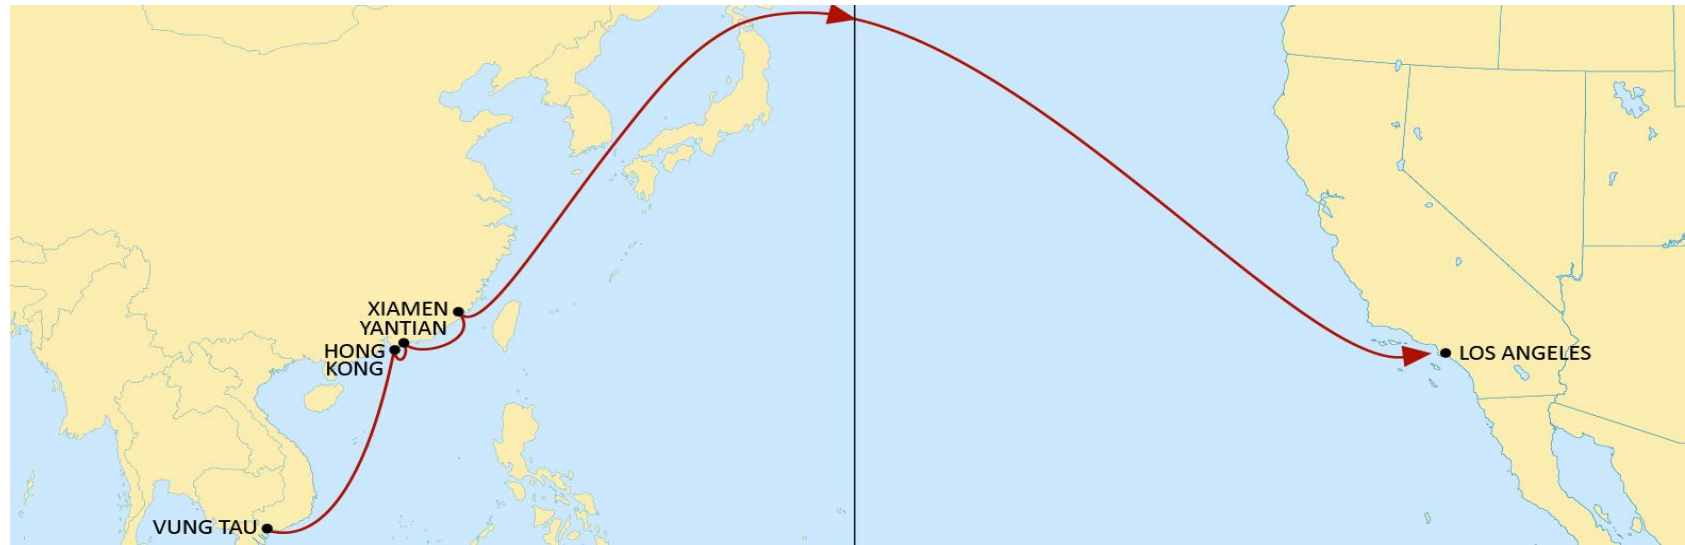 XIAMEN
YANTIAN
HONG
KONG
LOS ANGELES
VUNG TAU